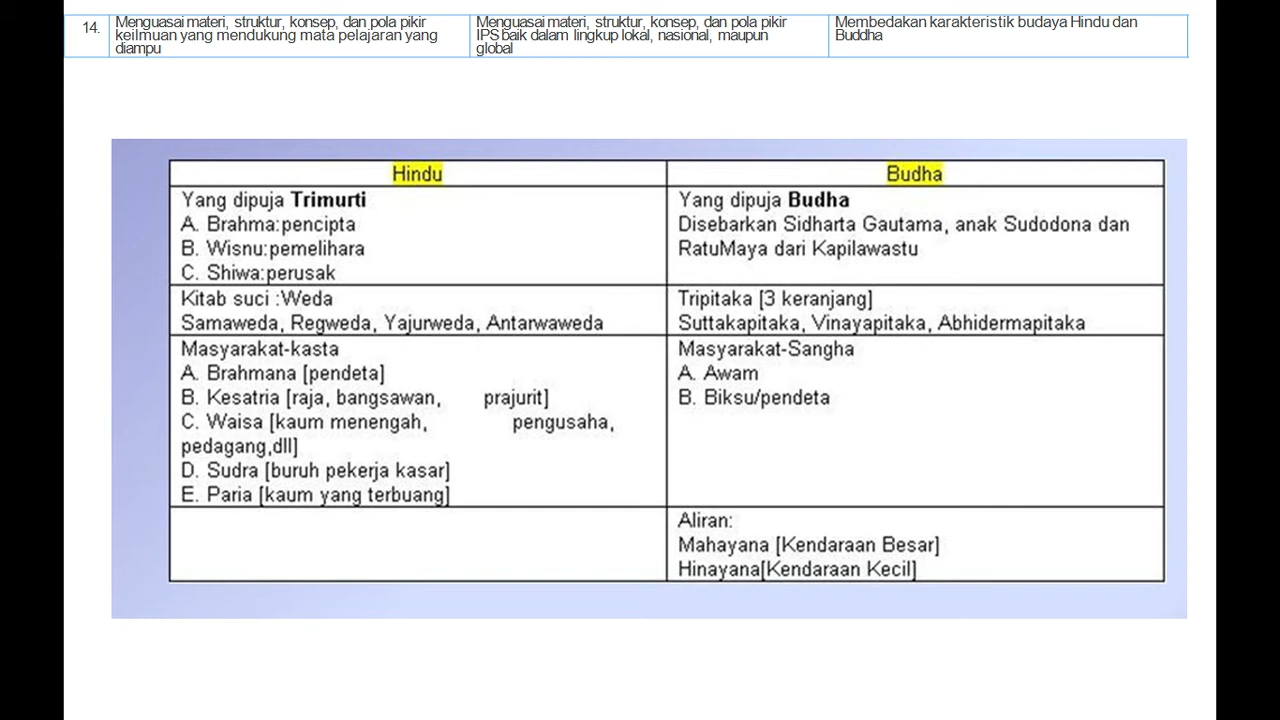 14.
Menguasai materi, struktur, konsep, dan pola pikir
keilmuan yang mendukung mata pelajaran yang
diampu
Menguasai materi, struktur, konsep, dan pola pikir
IPS baik dalam lingkup lokal, nasional, maupun
global
Membedakan karakteristik budaya Hindu dan
Buddha
Hindu
Budha
Yang dipuja Trimurti
A. Brahma:pencipta
B. Wisnu:pemelihara
C. Shiwa:perusak
Yang dipuja Budha
Disebarkan Sidharta Gautama, anak Sudodona dan
RatuMaya dari Kapilawastu
Kitab suci :Weda
Samaweda, Regweda, Yajurweda, Antarwaweda
Tripitaka [3 keranjang]
Suttakapitaka, Vinayapitaka, Abhidermapitaka
Masyarakat-kasta
A. Brahmana [pendeta]
B. Kesatria [raja, bangsawan, prajurit]
C. Waisa [kaum menengah, pengusaha,
pedagang,dll]
D. Sudra [buruh pekerja kasar]
E. Paria [kaum yang terbuang]
Masyarakat-Sangha
A. Awam
B. Biksu/pendeta
Aliran:
Mahayana [Kendaraan Besar]
Hinayana[Kendaraan Kecil]